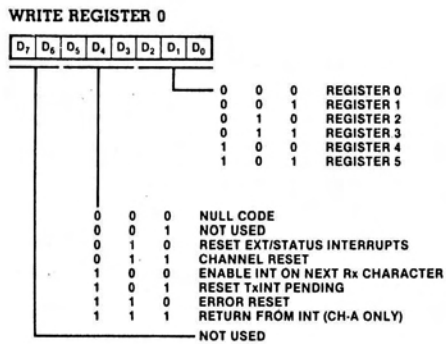 WRITE REGISTER 0
D7 D6 D5 D4 D3 D2 D1 D0
0 0 0 REGISTER 0
0 0 1 REGISTER 1
0 1 0 REGISTER 2
0 1 1 REGISTER 3
1 0 0 REGISTER 4
1 0 1 REGISTER 5
0 0 0 NULL CODE
0 0 1 NOT USED
0 1 0 RESET EXT/STATUS INTERRUPTS
0 1 1 CHANNEL RESET
1 0 0 ENABLE INT ON NEXT Rx CHARACTER
1 0 1 RESET TxINT PENDING
1 1 0 ERROR RESET
1 1 1 RETURN FROM INT (CH-A ONLY)
NOT USED